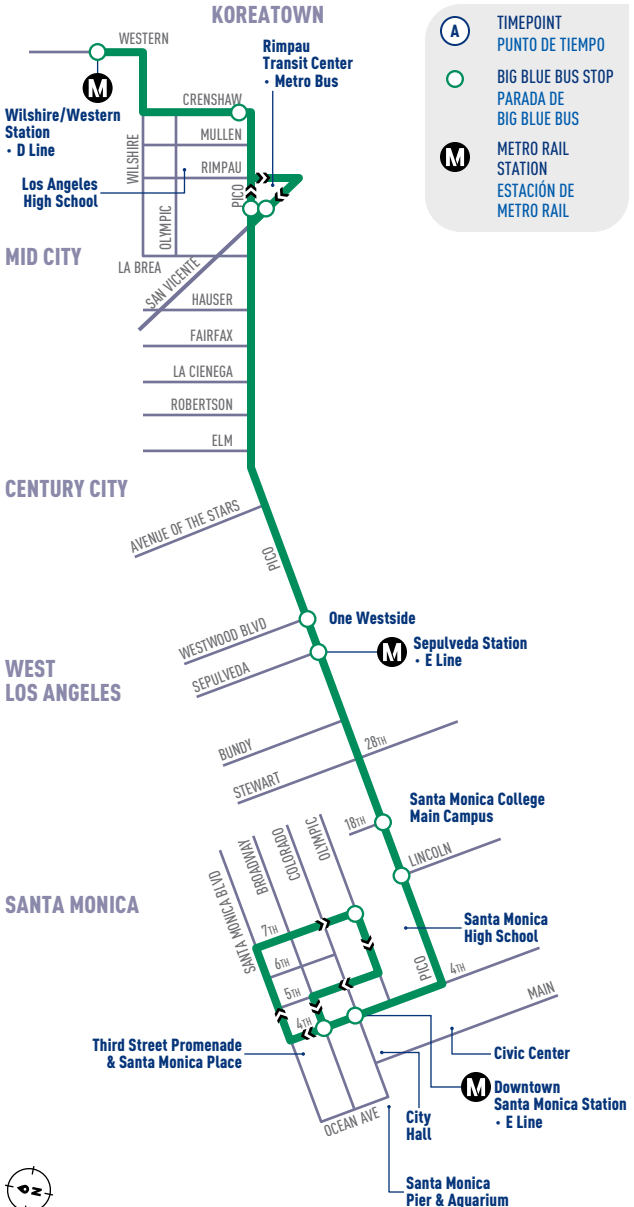 KOREATOWN
WESTERN
Rimpau
Transit Center
• Metro Bus
M
Wilshire/Western
Station
• D Line
CRENSHAW
MULLEN
WILSHIRE
RIMPAU
Los Angeles
High School
PICO
OLYMPIC
MID CITY
LA BREA
SAN VICENTE
HAUSER
FAIRFAX
LA CIENEGA
ROBERTSON
ELM
CENTURY CITY
AVENUE OF THE STARS
PICO
One Westside
WESTWOOD BLVD
M
Sepulveda Station
• E Line
SEPULVEDA
WEST
LOS ANGELES
BUNDY
28TH
STEWART
Santa Monica College
Main Campus
18TH
OLYMPIC
COLORADO
BROADWAY
SANTA MONICA BLVD
LINCOLN
SANTA MONICA
Santa Monica
High School
7TH
6TH
5TH
4TH
PICO
4TH
MAIN
Third Street Promenade
& Santa Monica Place
Civic Center
M
Downtown
Santa Monica Station
• E Line
City
Hall
OCEAN AVE
Santa Monica
Pier & Aquarium
N
A
TIMEPOINT
PUNTO DE TIEMPO
BIG BLUE BUS STOP
PARADA DE
BIG BLUE BUS
M
METRO RAIL
STATION
ESTACIÓN DE
METRO RAIL